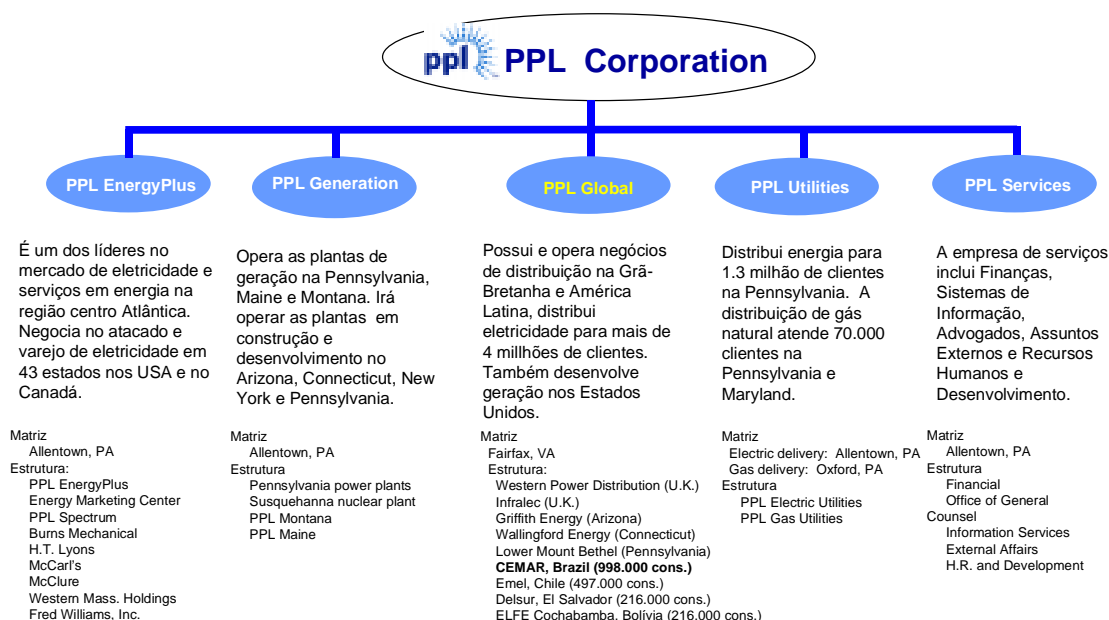 ppl PPL Corporation
PPL EnergyPlus
PPL Generation
PPL Global
PPL Utilities
PPL Services
É um dos líderes no
mercado de eletricidade e
serviços em energia na
região centro Atlântica.
Negocia no atacado e
varejo de eletricidade em
43 estados nos USA e no
Canadá.
Matriz
Allentown, PA
Estrutura:
PPL EnergyPlus
Energy Marketing Center
PPL Spectrum
Burns Mechanical
H.T. Lyons
McCarl's
McClure
Western Mass. Holdings
Fred Williams, Inc.
Opera as plantas de
geração na Pennsylvania,
Maine e Montana. Irá
operar as plantas em
construção e
desenvolvimento no
Arizona, Connecticut, New
York e Pennsylvania.
Matriz
Allentown, PA
Estrutura
Pennsylvania power plants
Susquehanna nuclear plant
PPL Montana
PPL Maine
Possui e opera negócios
de distribuição na Grã-
Bretanha e América
Latina, distribui
eletricidade para mais de
4 millhões de clientes.
Também desenvolve
geração nos Estados
Unidos.
Matriz
Fairfax, VA
Estrutura:
Western Power Distribution (U.K.)
Infralec (U.K.)
Griffith Energy (Arizona)
Wallingford Energy (Connecticut)
Lower Mount Bethel (Pennsylvania)
CEMAR, Brazil (998.000 cons.)
Emel, Chile (497.000 cons.)
Delsur, El Salvador (216.000 cons.)
ELFE Cochabamba, Bolívia (216.000 cons.)
Distribui energia para
1.3 milhão de clientes
na Pennsylvania. A
distribuição de gás
natural atende 70.000
clientes na
Pennsylvania e
Maryland.
Matriz
Electric delivery: Allentown, PA
Gas delivery: Oxford, PA
Estrutura
PPL Electric Utilities
PPL Gas Utilities
A empresa de serviços
inclui Finanças,
Sistemas de
Informação,
Advogados, Assuntos
Externos e Recursos
Humanos e
Desenvolvimento.
Matriz
Allentown, PA
Estrutura
Financial
Office of General
Counsel
Information Services
External Affairs
H.R. and Development